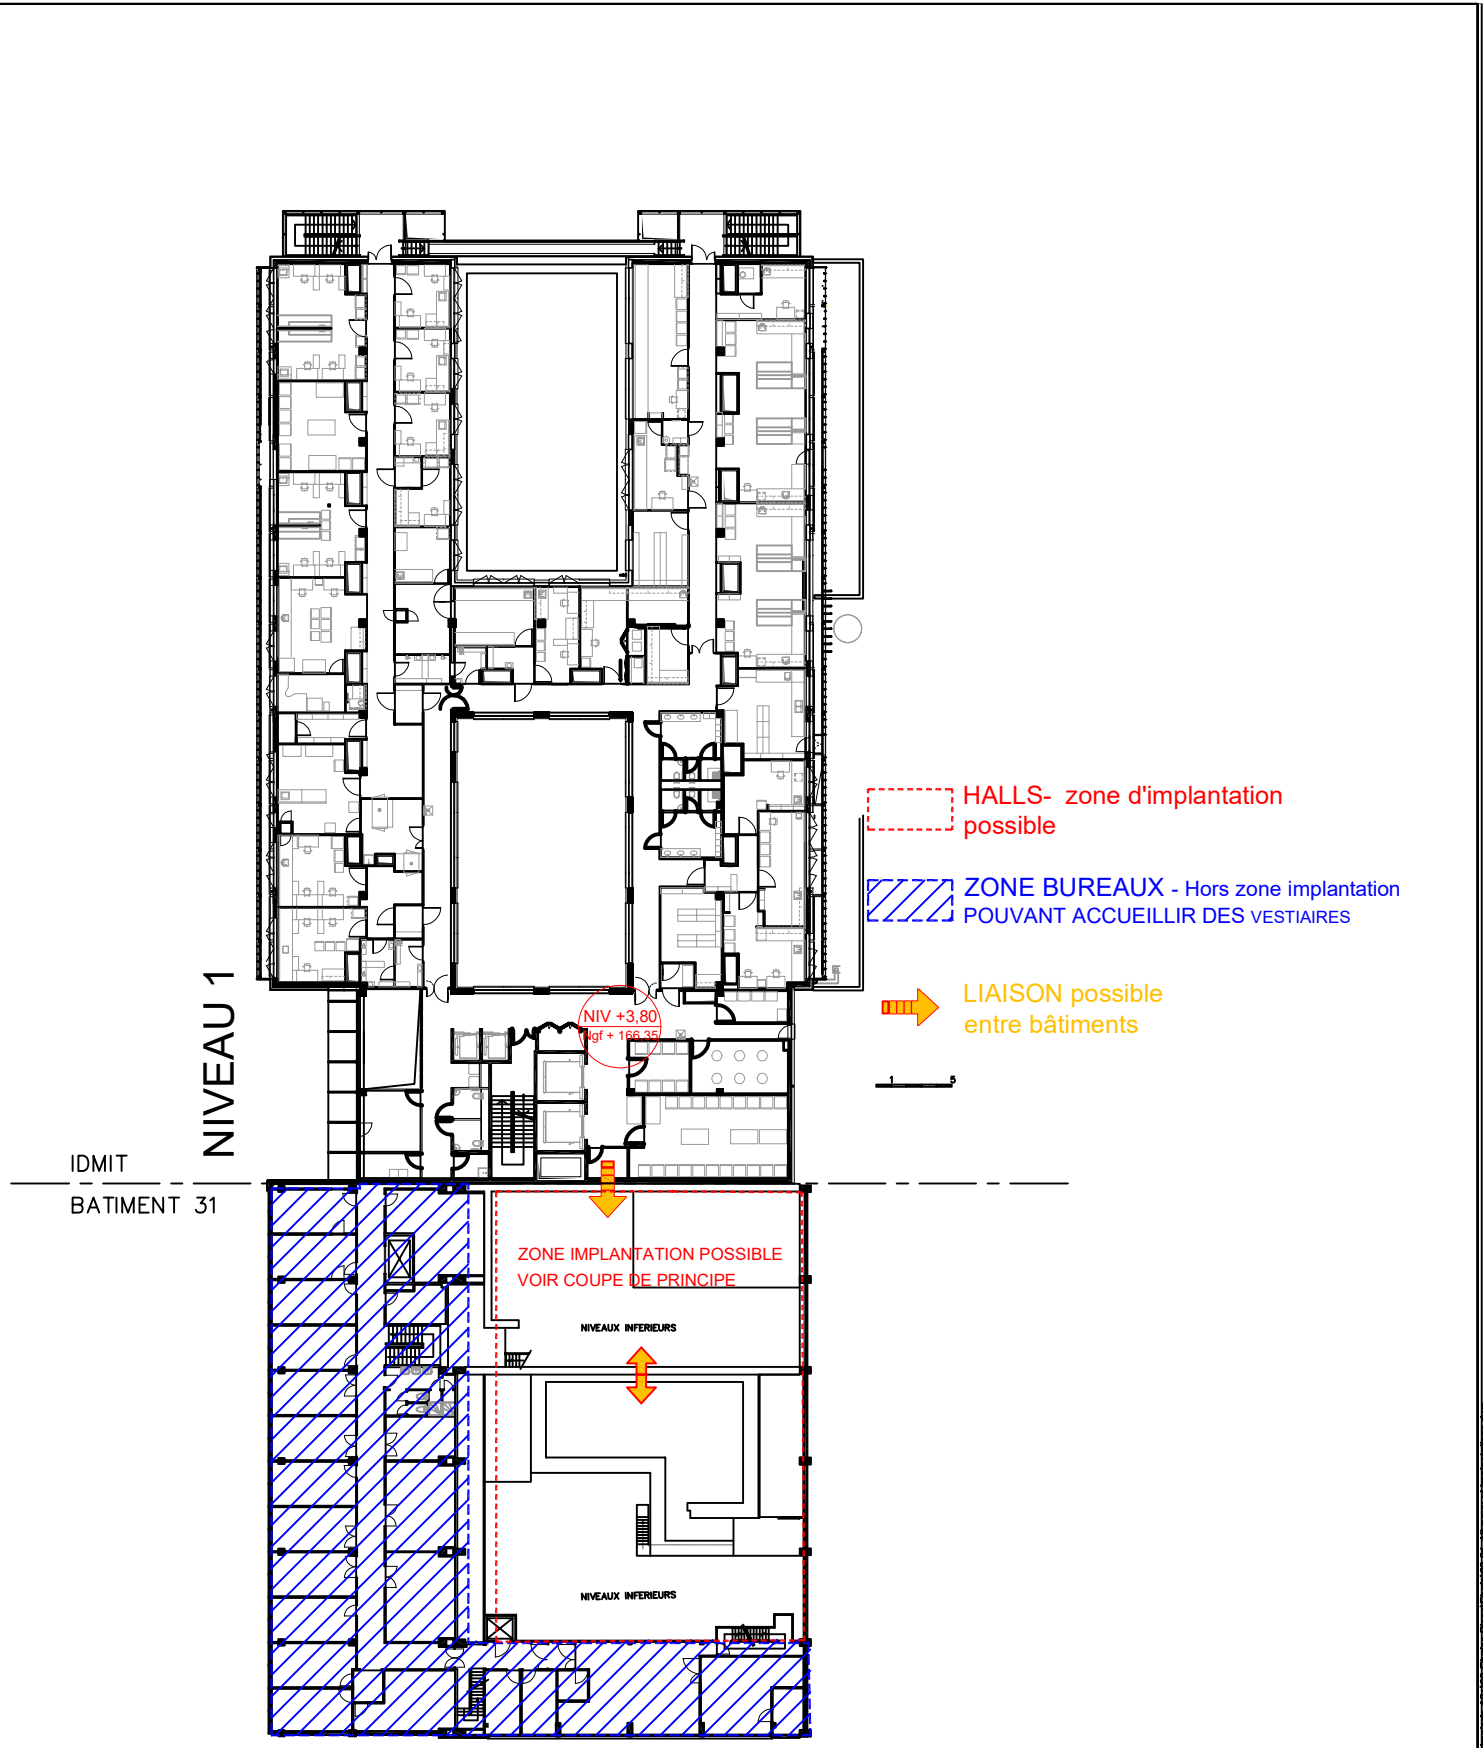 HALLS- zone d'implantation
possible
ZONE BUREAUX - Hors zone implantation
POUVANT ACCUEILLIR DES VESTIAIRES
LIAISON possible
entre bâtiments
1 5
NIVEAU 1
NIV +3,80
Ngf + 166,35
IDMIT
BATIMENT 31
ZONE IMPLANTATION POSSIBLE
VOIR COUPE DE PRINCIPE
NIVEAUX INFERIEURS
NIVEAUX INFERIEURS